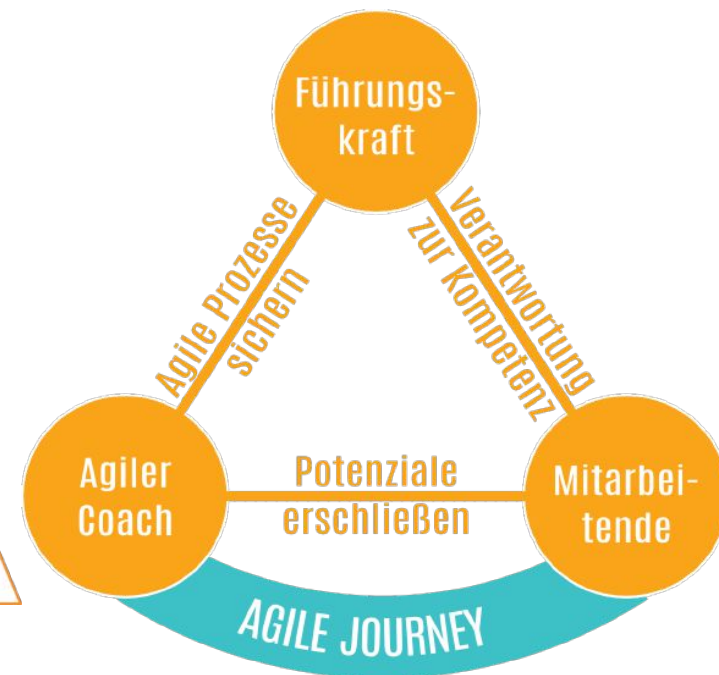 Führungs-
kraft
Agile Prozesse
sichern
Verantwortung
zur Kompetenz
Agiler
Coach
Potenziale
erschließen
Mitarbei-
tende
AGILE JOURNEY